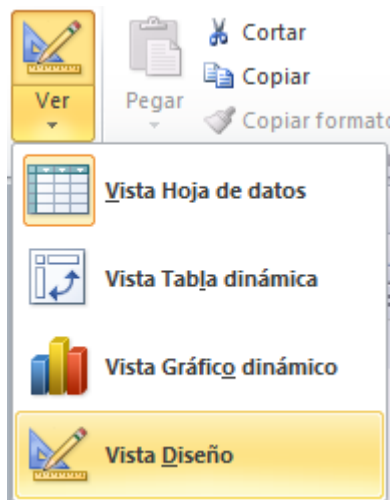 Ver
Pegar
Cortar
Copiar
Copiar formato
Vista Hoja de datos
Vista Tabla dinámica
Vista Gráfico dinámico
Vista Diseño